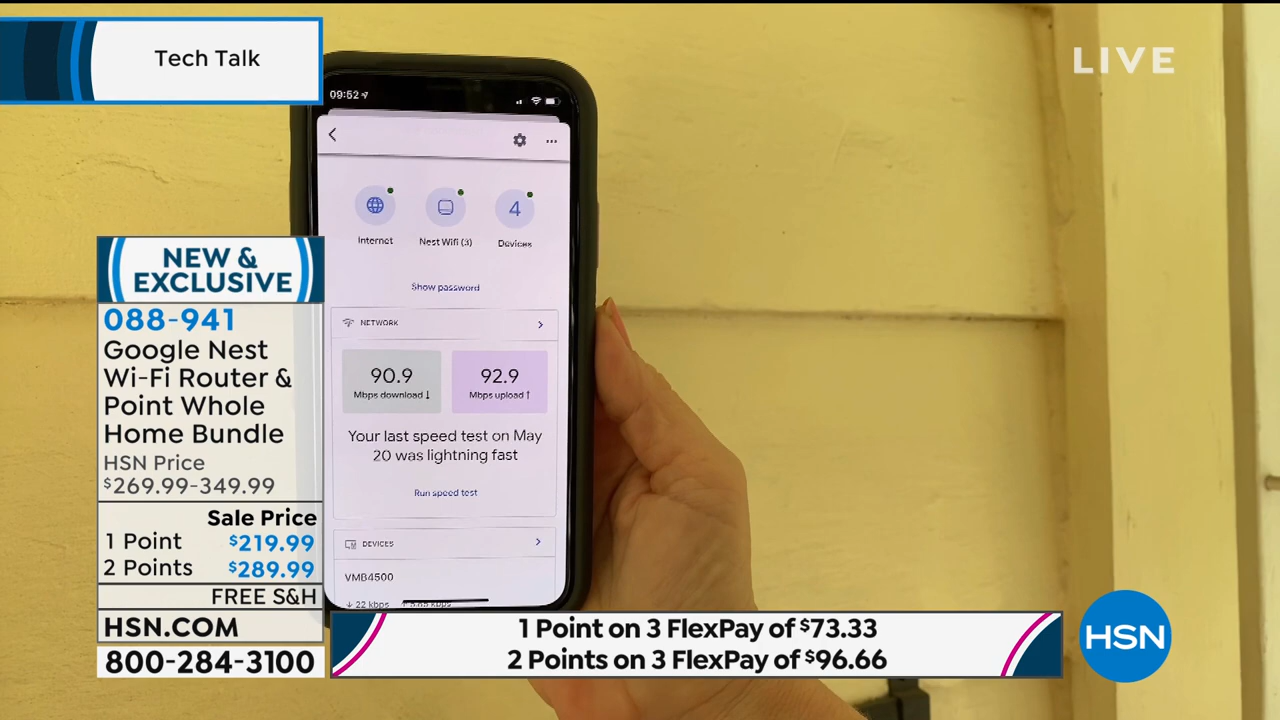 Tech Talk
LIVE
09:52
Internet
Nest Wifi (3)
4
Devices
Show password
NETWORK
90.9
Mbps download ↓
92.9
Mbps upload ↑
Your last speed test on May
20 was lightning fast
Run speed test
DEVICES
VMB4500
↓ 22 kbps
NEW &
EXCLUSIVE
088-941
Google Nest
Wi-Fi Router &
Point Whole
Home Bundle
HSN Price
$269.99-349.99
Sale Price
1 Point $219.99
2 Points $289.99
FREE S&H
HSN.COM
800-284-3100
1 Point on 3 FlexPay of $73.33
2 Points on 3 FlexPay of $96.66
HSN